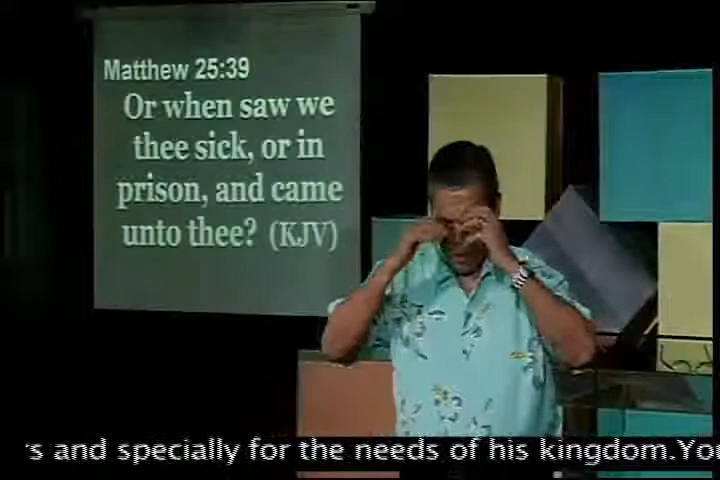 Matthew 25:39
Or when saw we
thee sick, or in
prison, and came
unto thee? (KJV)
's and specially for the needs of his kingdom.You